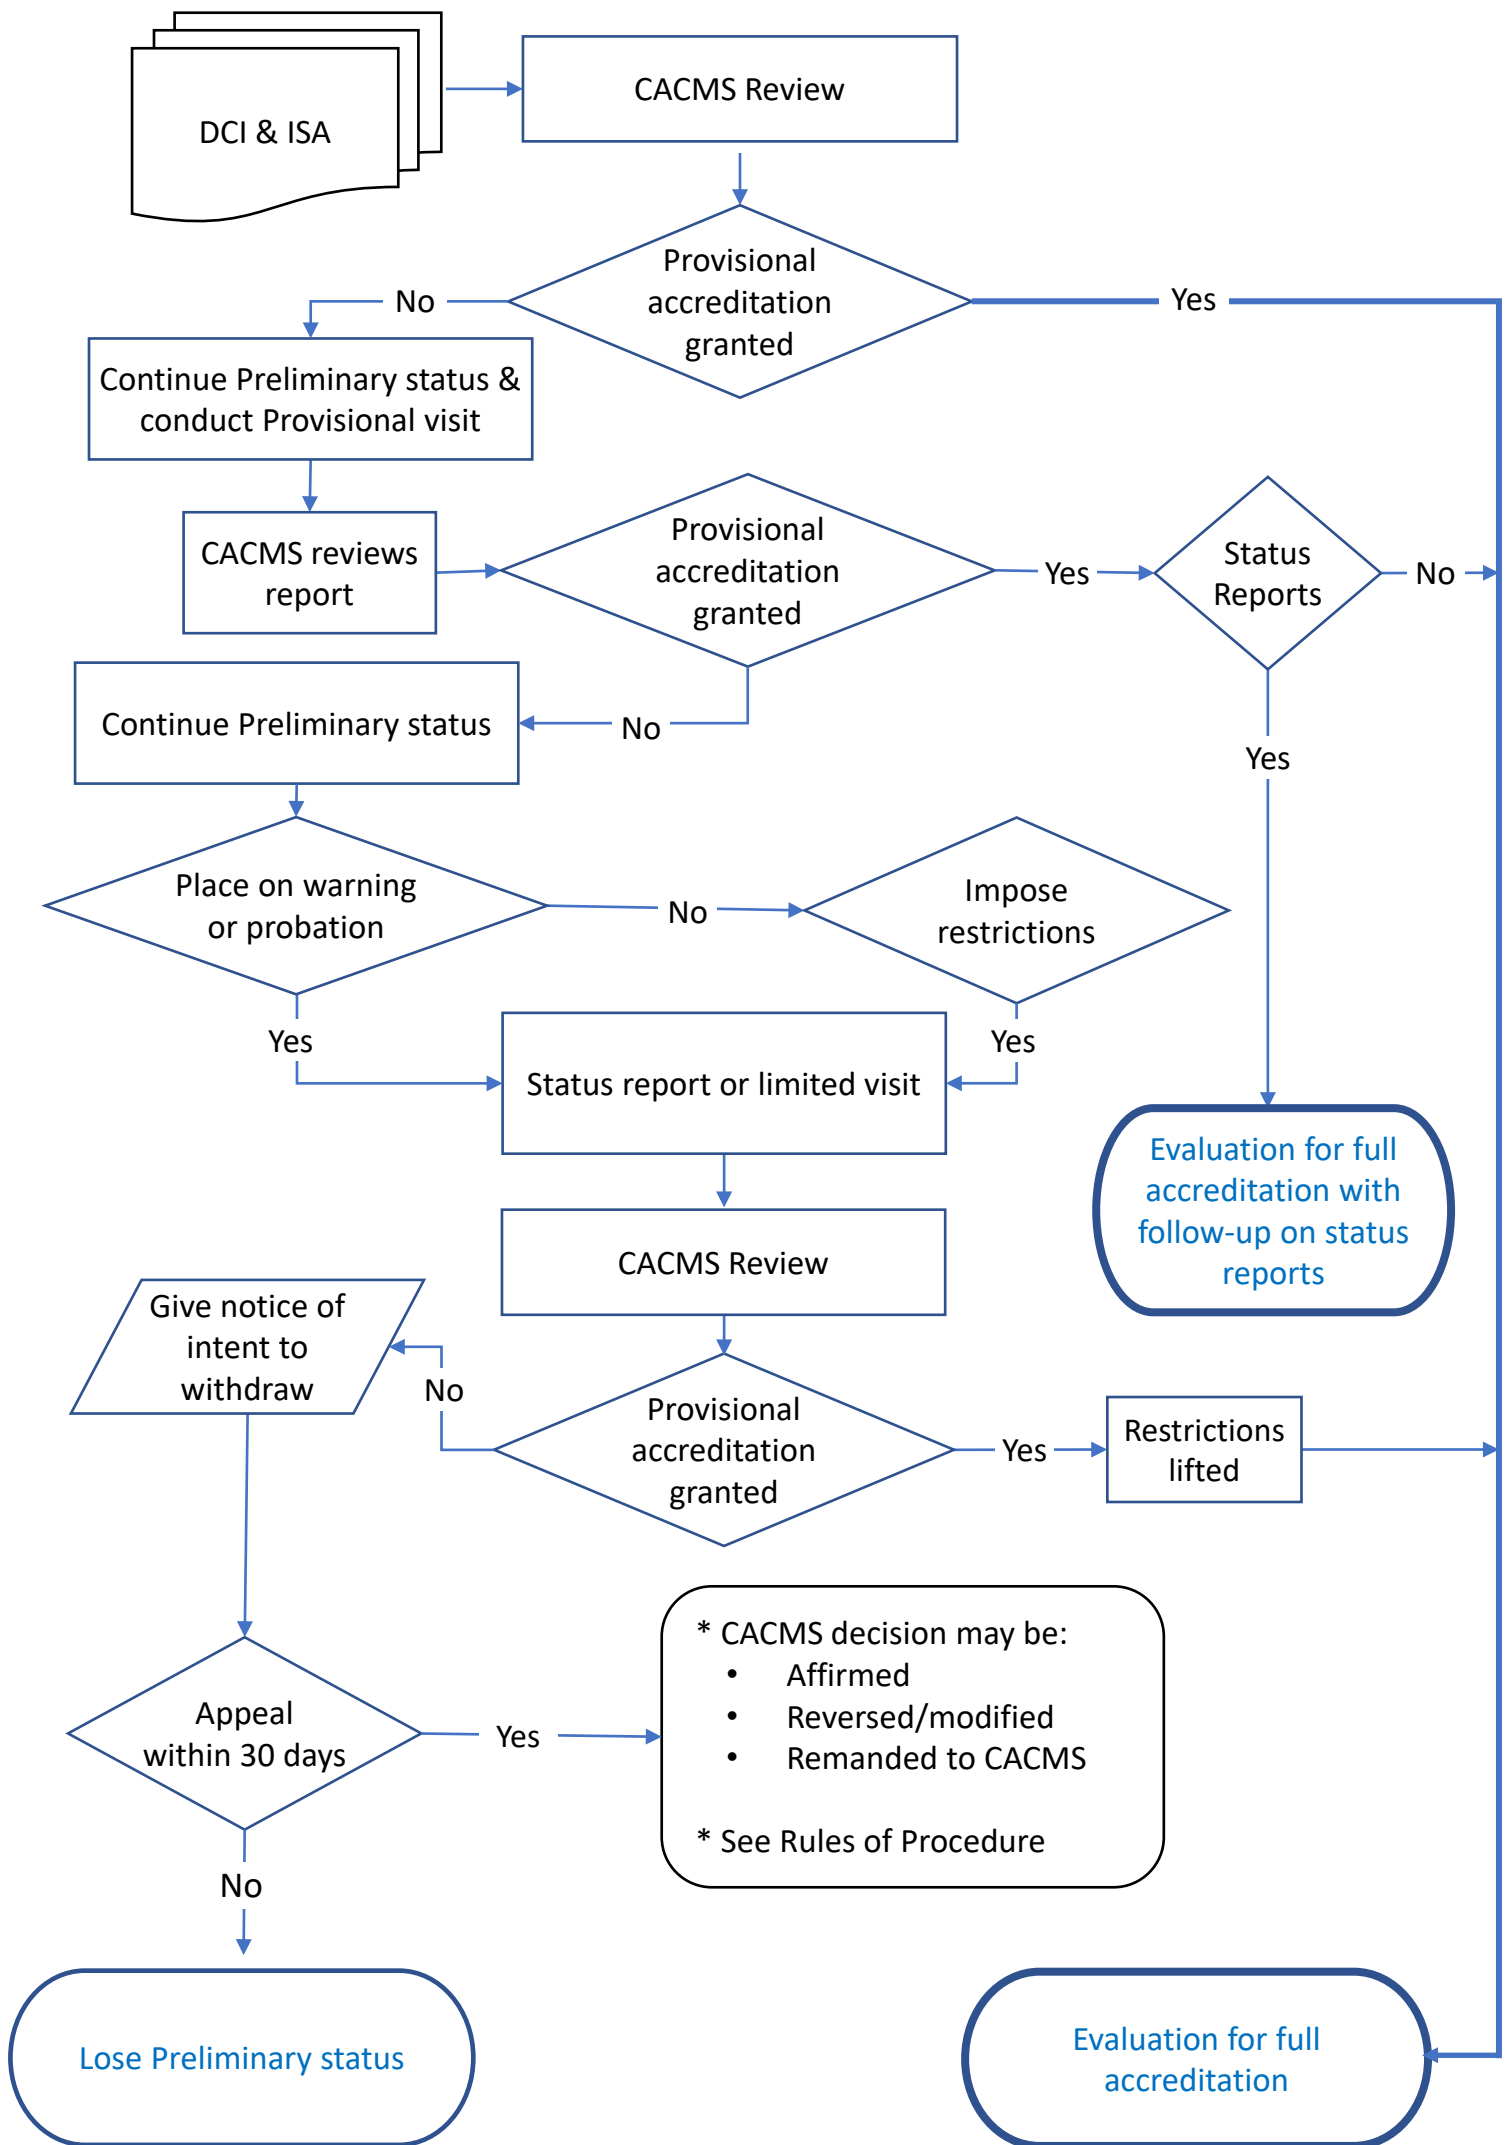 DCI & ISA
CACMS Review
Provisional
accreditation
granted
No
Yes
Continue Preliminary status &
conduct Provisional visit
CACMS reviews
report
Provisional
accreditation
granted
Yes
Status
Reports
No
Continue Preliminary status
No
Yes
Place on warning
or probation
No
Impose
restrictions
Yes
Yes
Status report or limited visit
Evaluation for full
accreditation with
follow-up on status
reports
CACMS Review
Give notice of
intent to
withdraw
No
Provisional
accreditation
granted
Yes
Restrictions
lifted
* CACMS decision may be:
• Affirmed
• Reversed/modified
• Remanded to CACMS
* See Rules of Procedure
Appeal
within 30 days
Yes
No
Lose Preliminary status
Evaluation for full
accreditation